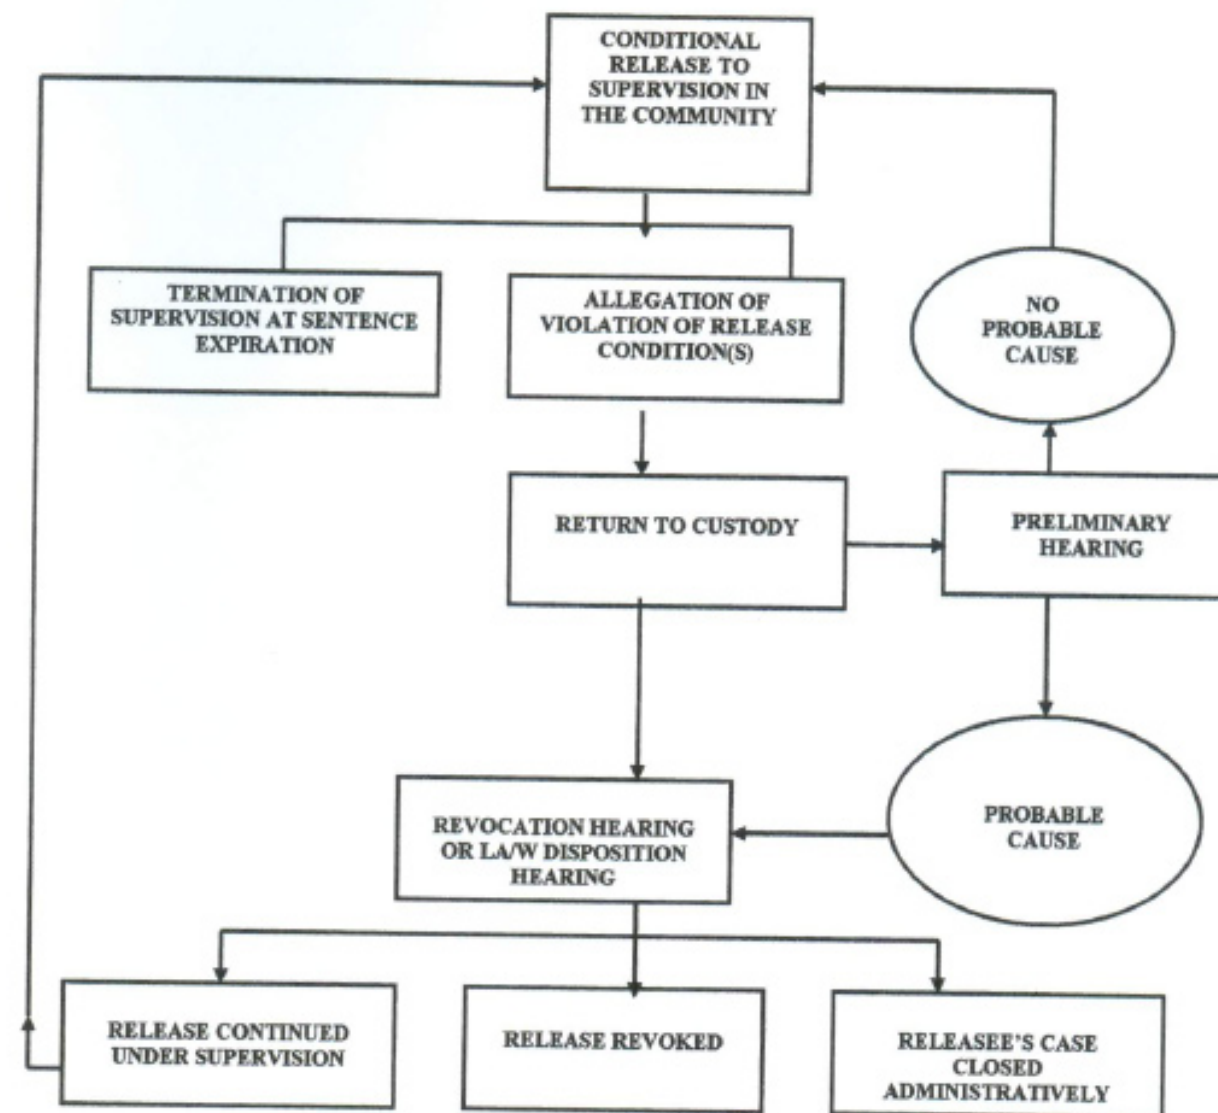 CONDITIONAL
RELEASE TO
SUPERVISION IN
THE COMMUNITY
TERMINATION OF
SUPERVISION AT SENTENCE
EXPIRATION
ALLEGATION OF
VIOLATION OF RELEASE
CONDITION(S)
NO
PROBABLE
CAUSE
RETURN TO CUSTODY
PRELIMINARY
HEARING
PROBABLE
CAUSE
REVOCATION HEARING
OR LA/W DISPOSITION
HEARING
RELEASE CONTINUED
UNDER SUPERVISION
RELEASE REVOKED
RELEASEE'S CASE
CLOSED
ADMINISTRATIVELY